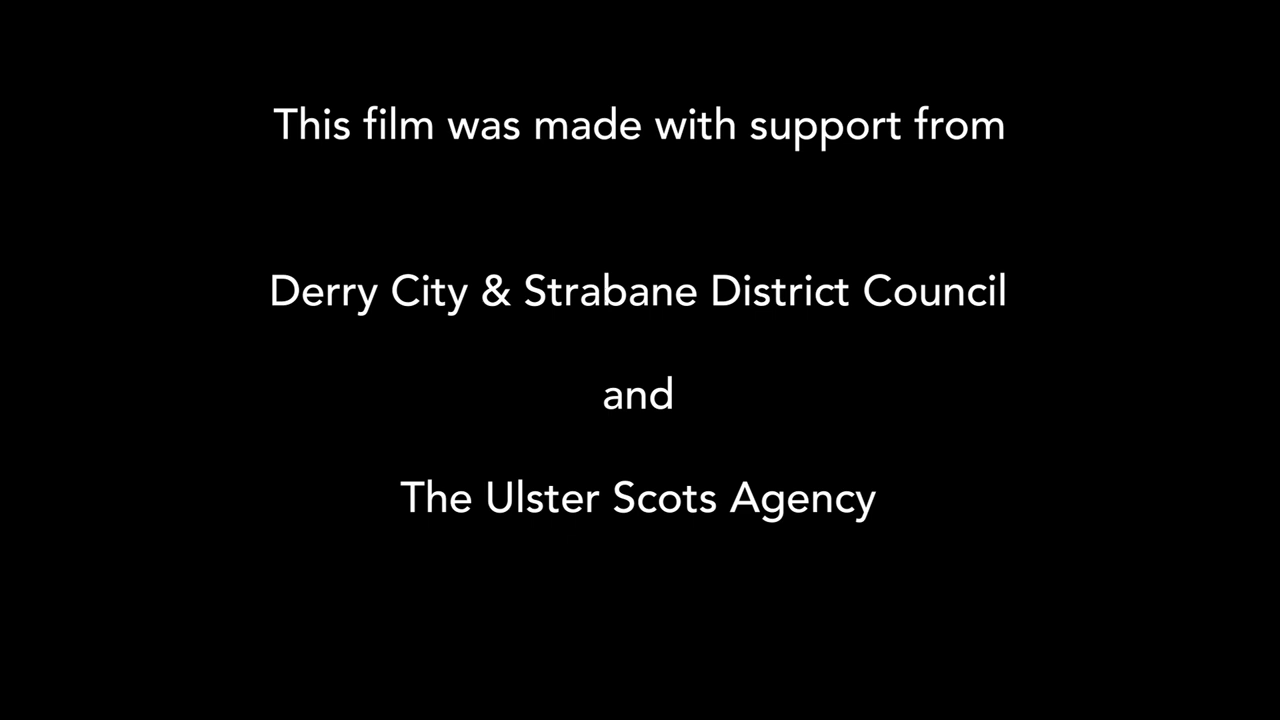 This film was made with support from
Derry City & Strabane District Council
and
The Ulster Scots Agency